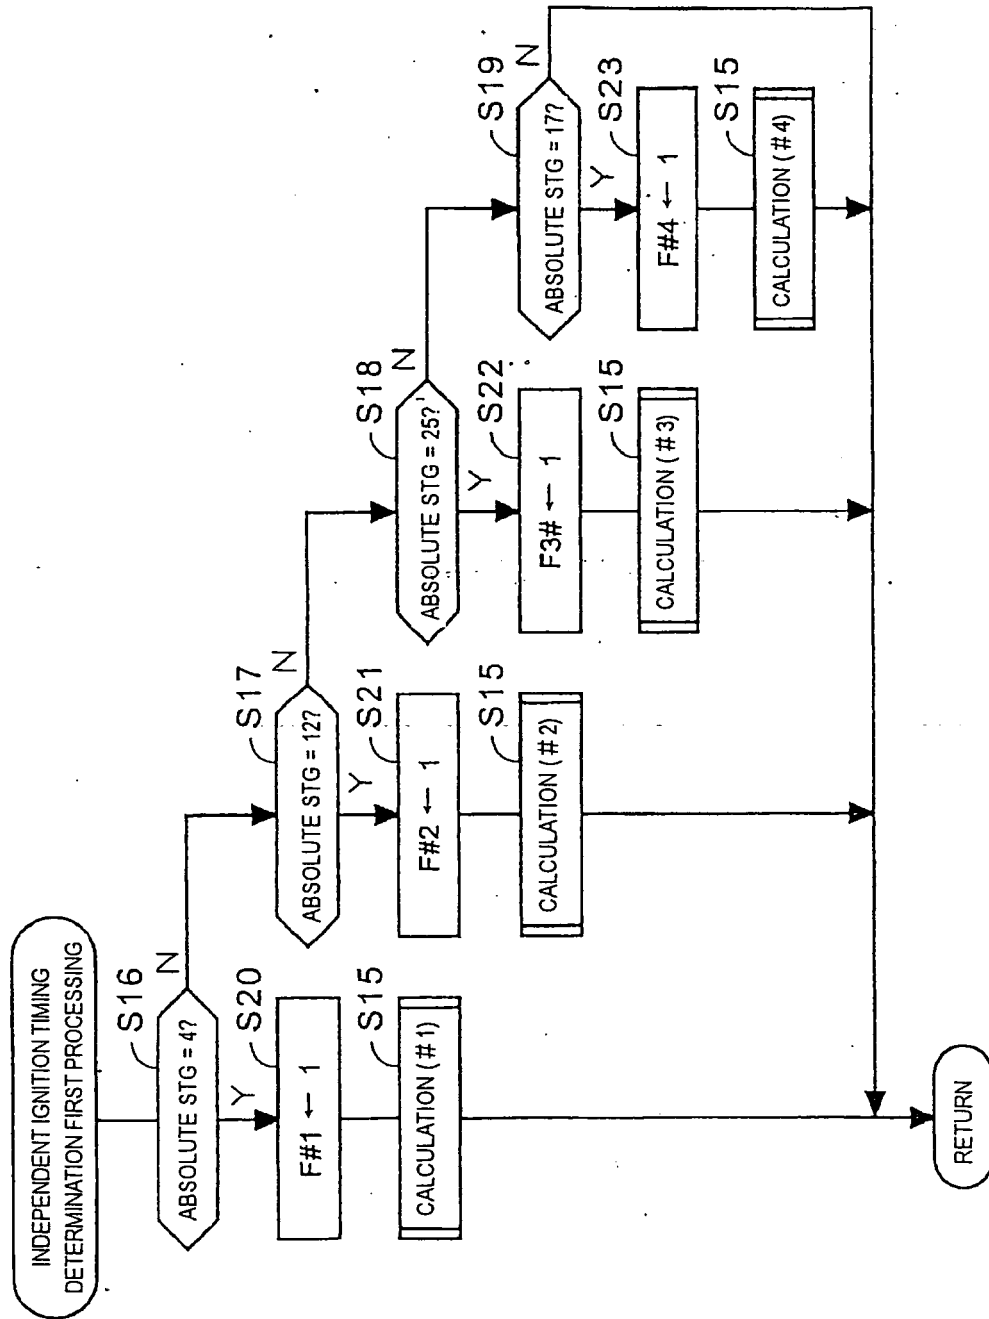 INDEPENDENT IGNITION TIMING
DETERMINATION FIRST PROCESSING
S16
ABSOLUTE STG = 4?
N
Y
S20
F#1 ← 1
S15
CALCULATION (#1)
S17
ABSOLUTE STG = 12?
N
Y
S21
F#2 ← 1
S15
CALCULATION (#2)
S18
ABSOLUTE STG = 25?
N
Y
S22
F3# ← 1
S15
CALCULATION (#3)
S19
ABSOLUTE STG = 17?
N
Y
S23
F#4 ← 1
S15
CALCULATION (#4)
RETURN